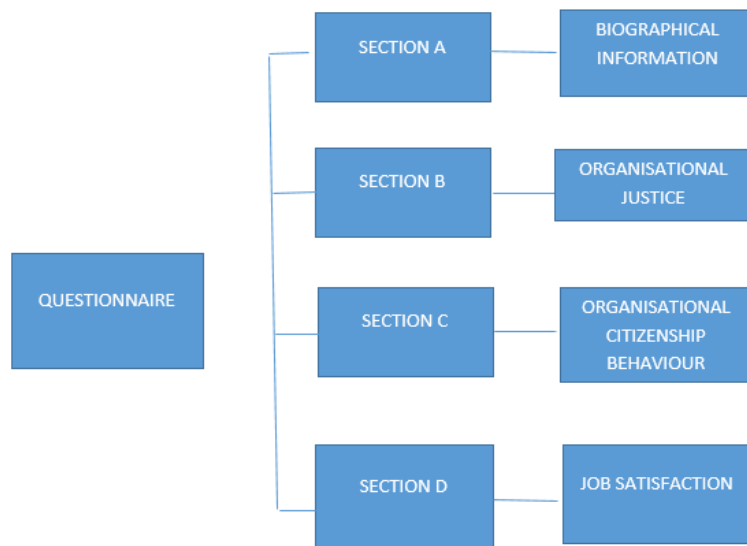 SECTION A
BIOGRAPHICAL
INFORMATION
SECTION B
ORGANISATIONAL
JUSTICE
QUESTIONNAIRE
SECTION C
ORGANISATIONAL
CITIZENSHIP
BEHAVIOUR
SECTION D
JOB SATISFACTION